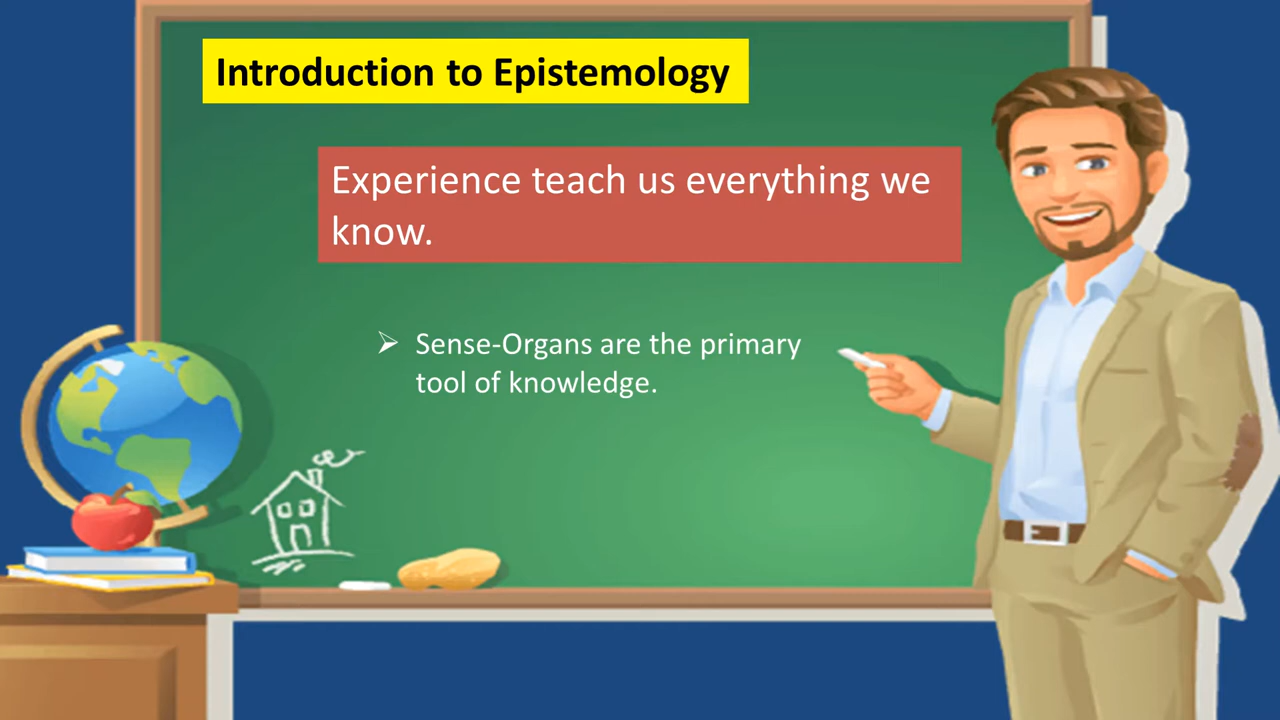 Introduction to Epistemology
Experience teach us everything we
know.
➢ Sense-Organs are the primary
tool of knowledge.